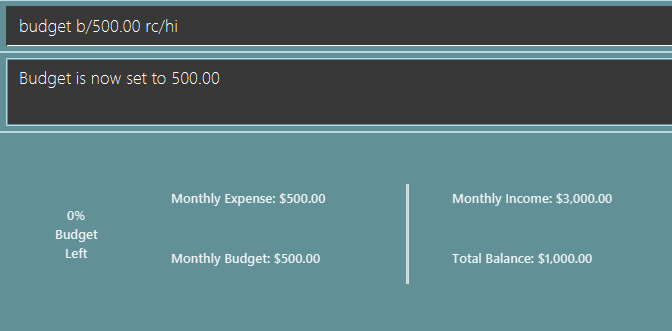 budget b/500.00 rc/hi
Budget is now set to 500.00
0%
Budget
Left
Monthly Expense: $500.00
Monthly Budget: $500.00
Monthly Income: $3,000.00
Total Balance: $1,000.00